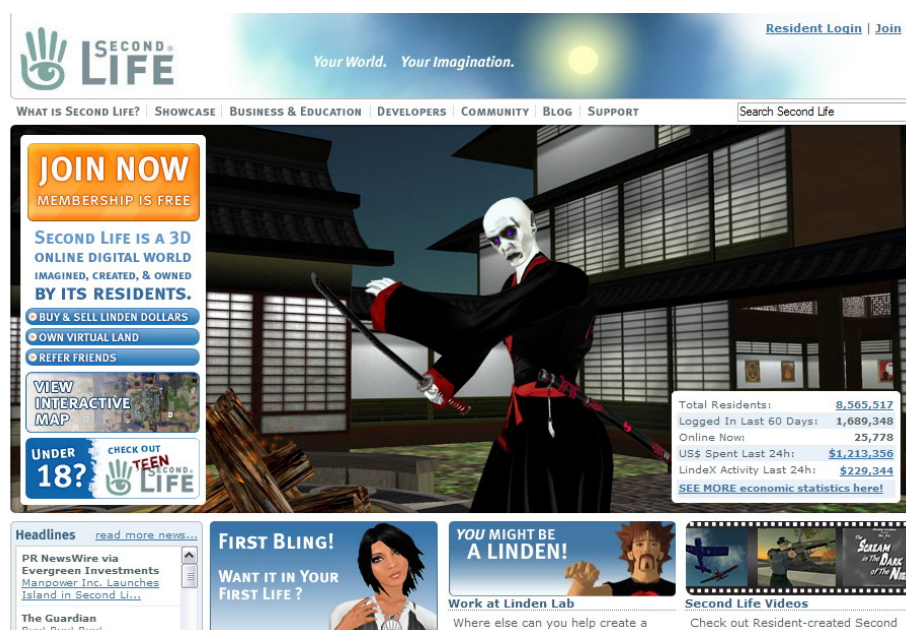 Resident Login | Join
SECOND
LIFE
Your World. Your Imagination.
WHAT IS SECOND LIFE? SHOWCASE BUSINESS & EDUCATION DEVELOPERS COMMUNITY BLOG SUPPORT
Search Second Life
JOIN NOW
MEMBERSHIP IS FREE
SECOND LIFE IS A 3D
ONLINE DIGITAL WORLD
IMAGINED, CREATED, & OWNED
BY ITS RESIDENTS.
BUY & SELL LINDEN DOLLARS
OWN VIRTUAL LAND
REFER FRIENDS
VIEW
INTERACTIVE
MAP
UNDER
18?
CHECK OUT
TEEN
SECOND
LIFE
Total Residents: 8,565,517
Logged In Last 60 Days: 1,689,348
Online Now: 25,778
US$ Spent Last 24h: $1,213,356
LindeX Activity Last 24h: $229,344
SEE MORE economic statistics here!
Headlines read more news...
PR NewsWire via
Evergreen Investments
Manpower Inc. Launches
Island in Second Li...
The Guardian
FIRST BLING!
WANT IT IN YOUR
FIRST LIFE ?
YOU MIGHT BE
A LINDEN!
Work at Linden Lab
Where else can you help create a
The
SCREAM
IN THE DARK
OF THE
Second Life Videos
Check out Resident-created Second